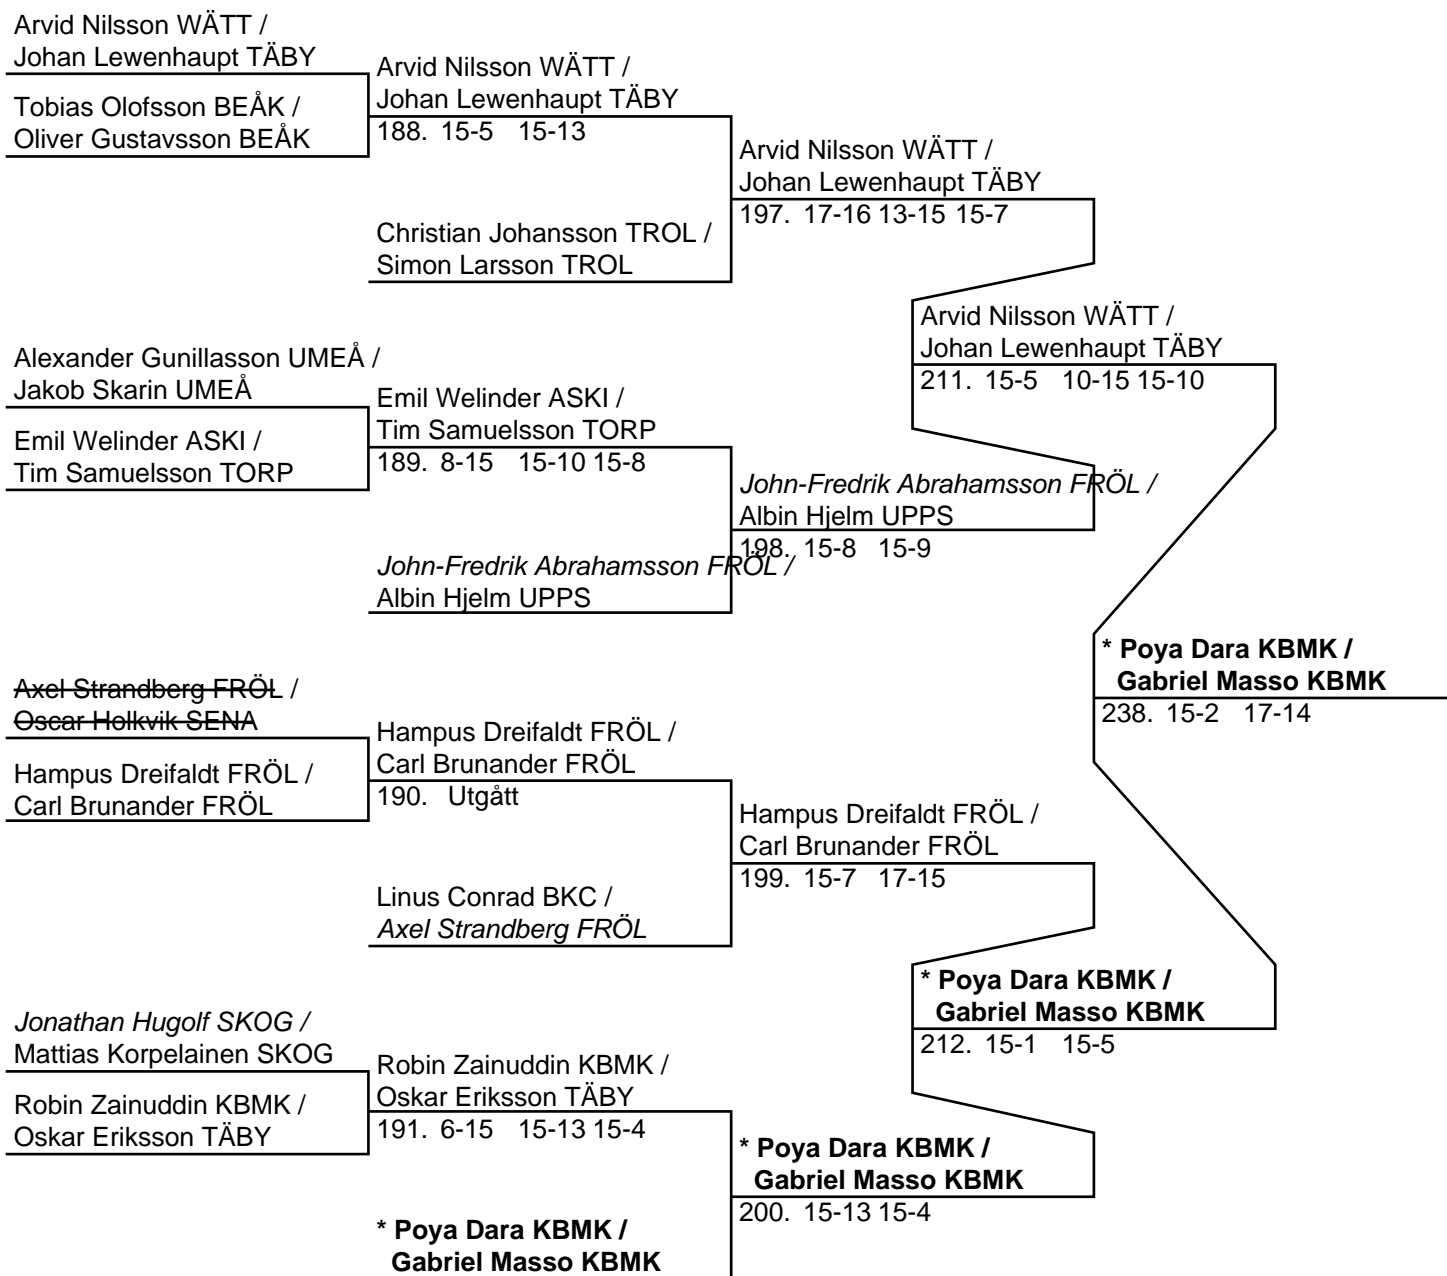 Arvid Nilsson WÄTT /
Johan Lewenhaupt TÄBY
Tobias Olofsson BEÅK /
Oliver Gustavsson BEÅK
Arvid Nilsson WÄTT /
Johan Lewenhaupt TÄBY
188. 15-5 15-13
Christian Johansson TROL /
Simon Larsson TROL
Arvid Nilsson WÄTT /
Johan Lewenhaupt TÄBY
197. 17-16 13-15 15-7
Alexander Gunillasson UMEÅ /
Jakob Skarin UMEÅ
Emil Welinder ASKI /
Tim Samuelsson TORP
Emil Welinder ASKI /
Tim Samuelsson TORP
189. 8-15 15-10 15-8
John-Fredrik Abrahamsson FRÖL /
Albin Hjelm UPPS
John-Fredrik Abrahamsson FRÖL /
Albin Hjelm UPPS
198. 15-8 15-9
Arvid Nilsson WÄTT /
Johan Lewenhaupt TÄBY
211. 15-5 10-15 15-10
Axel Strandberg FRÖL /
Oscar Holkvik SENA
Hampus Dreifaldt FRÖL /
Carl Brunander FRÖL
Hampus Dreifaldt FRÖL /
Carl Brunander FRÖL
190. Utgått
Linus Conrad BKC /
Axel Strandberg FRÖL
Hampus Dreifaldt FRÖL /
Carl Brunander FRÖL
199. 15-7 17-15
Jonathan Hugolf SKOG /
Mattias Korpelainen SKOG
Robin Zainuddin KBMK /
Oskar Eriksson TÄBY
Robin Zainuddin KBMK /
Oskar Eriksson TÄBY
191. 6-15 15-13 15-4
* Poya Dara KBMK /
Gabriel Masso KBMK
* Poya Dara KBMK /
Gabriel Masso KBMK
200. 15-13 15-4
* Poya Dara KBMK /
Gabriel Masso KBMK
212. 15-1 15-5
* Poya Dara KBMK /
Gabriel Masso KBMK
238. 15-2 17-14